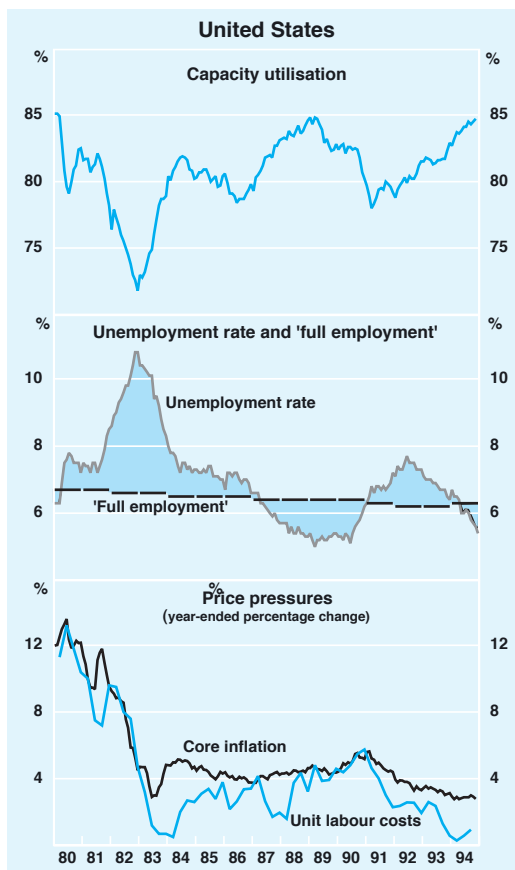 United States
% %
Capacity utilisation
85 85
80 80
75 75
% %
Unemployment rate and 'full employment'
10 10
Unemployment rate
8 8
'Full employment'
6 6
% %
Price pressures
(year-ended percentage change)
12 12
8 8
Core inflation
4 4
Unit labour costs
80 81 82 83 84 85 86 87 88 89 90 91 92 93 94